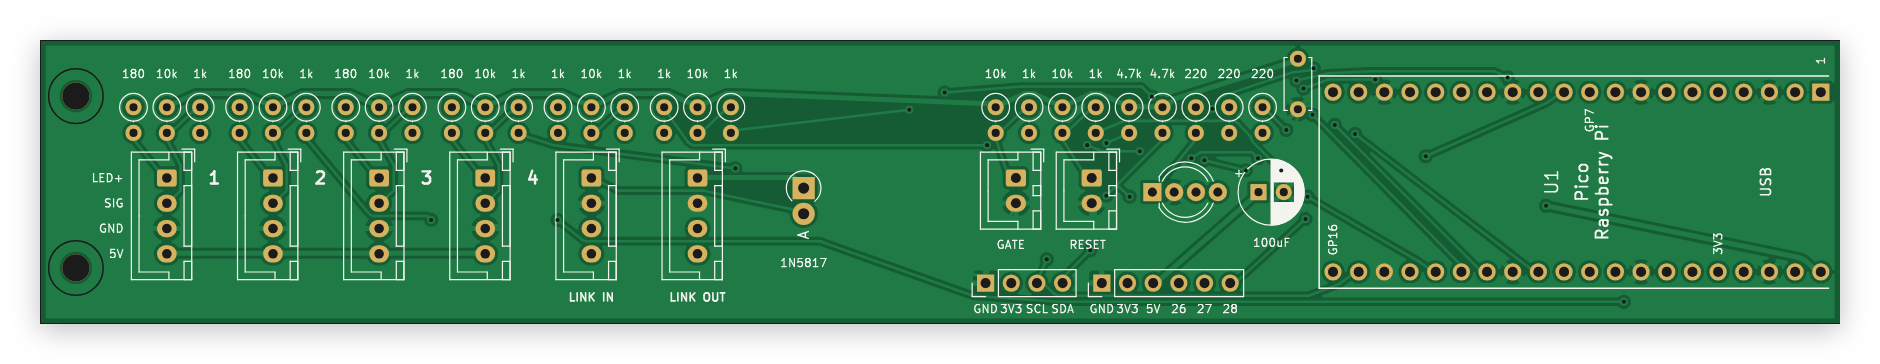 180 10k 1k 180 10k 1k 180 10k 1k 180 10k 1k 1k 10k 1k 1k 10k 1k
10k 1k 10k 1k 4.7k 4.7k 220 220 220
1
GP7
LED+
SIG
GND
5V
1 2 3 4
A
1N5817
LINK IN
LINK OUT
GATE
RESET
+
100uF
GND 3V3 SCL SDA
GND 3V3 5V 26 27 28
GP16
U1
Pico
Raspberry Pi
3V3
USB